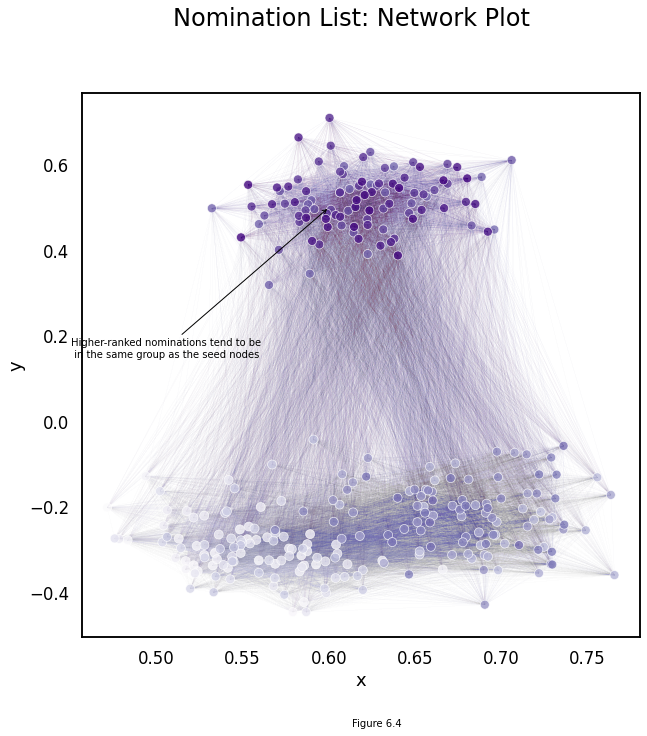 Nomination List: Network Plot
0.6
0.4
0.2
0.0
−0.2
−0.4
y
Higher-ranked nominations tend to be
in the same group as the seed nodes
0.50
0.55
0.60
0.65
0.70
0.75
x
Figure 6.4